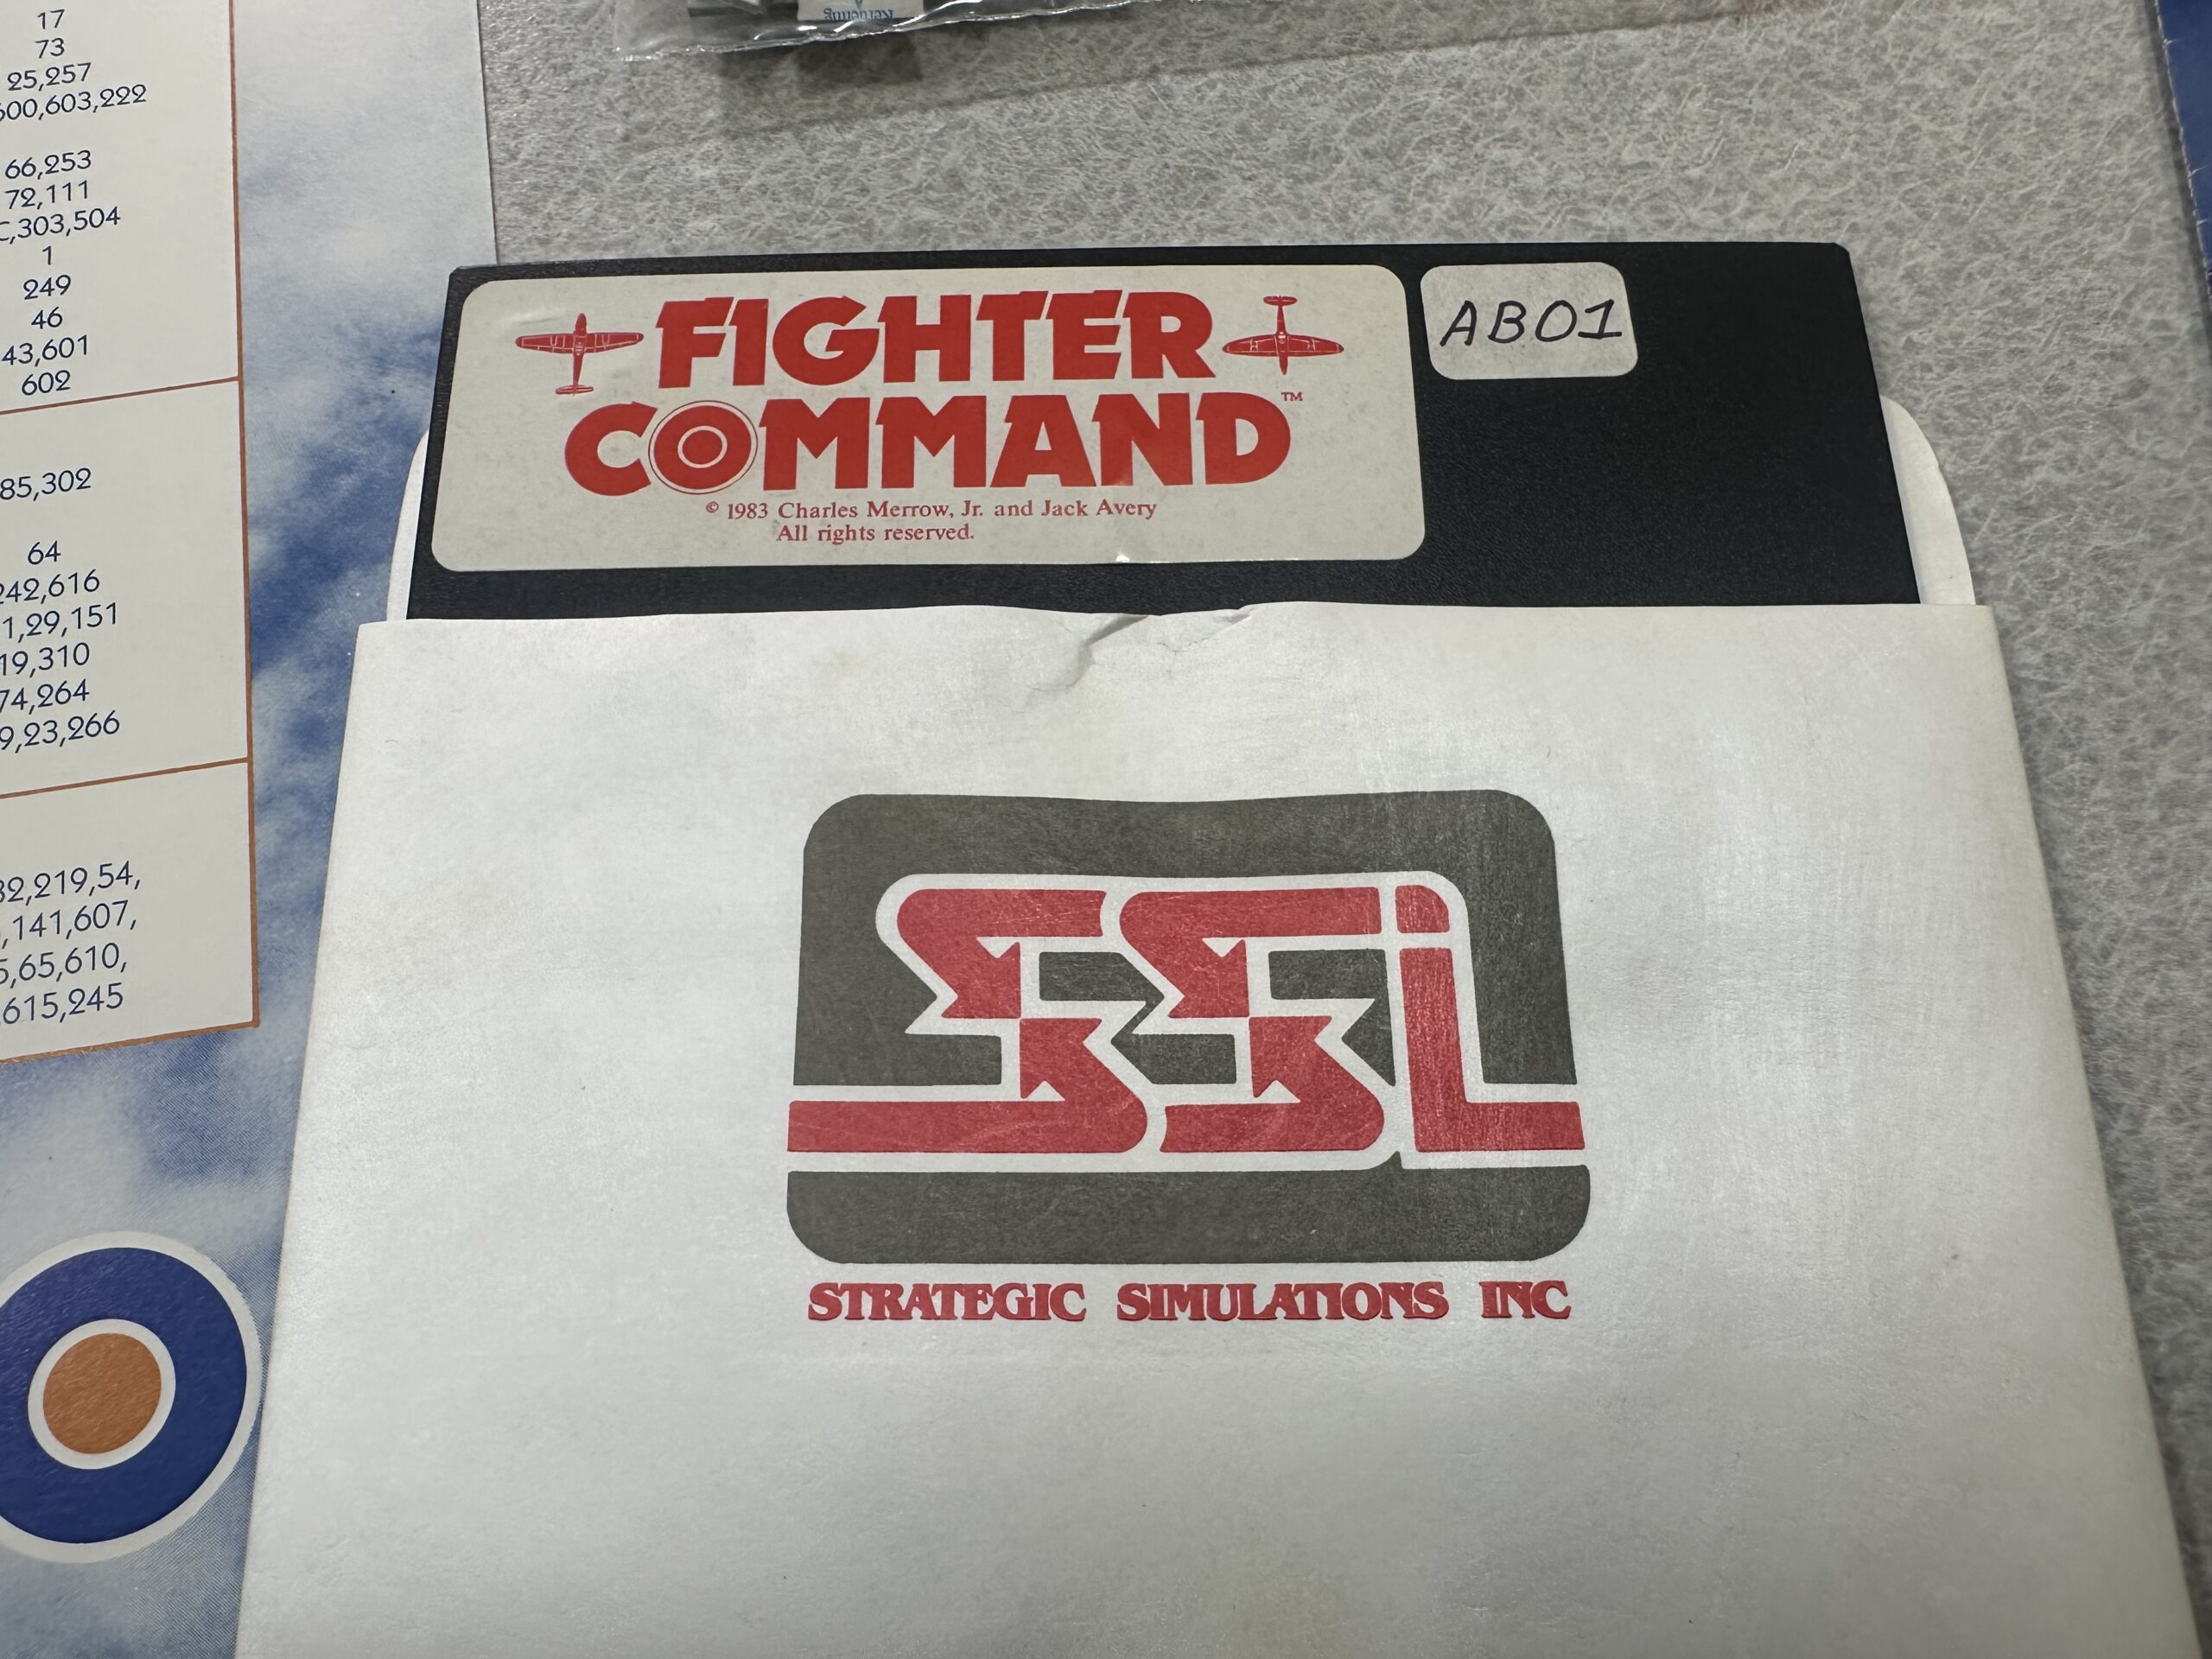 17
73
25,257
600,603,222
66,253
72,111
C,303,504
1
249
46
43,601
602
85,302
64
242,616
1,29,151
19,310
74,264
9,23,266
32,219,54,
,141,607,
5,65,610,
,615,245
FIGHTER
COMMAND™
© 1983 Charles Merrow, Jr. and Jack Avery
All rights reserved.
AB01
SSI
STRATEGIC SIMULATIONS INC